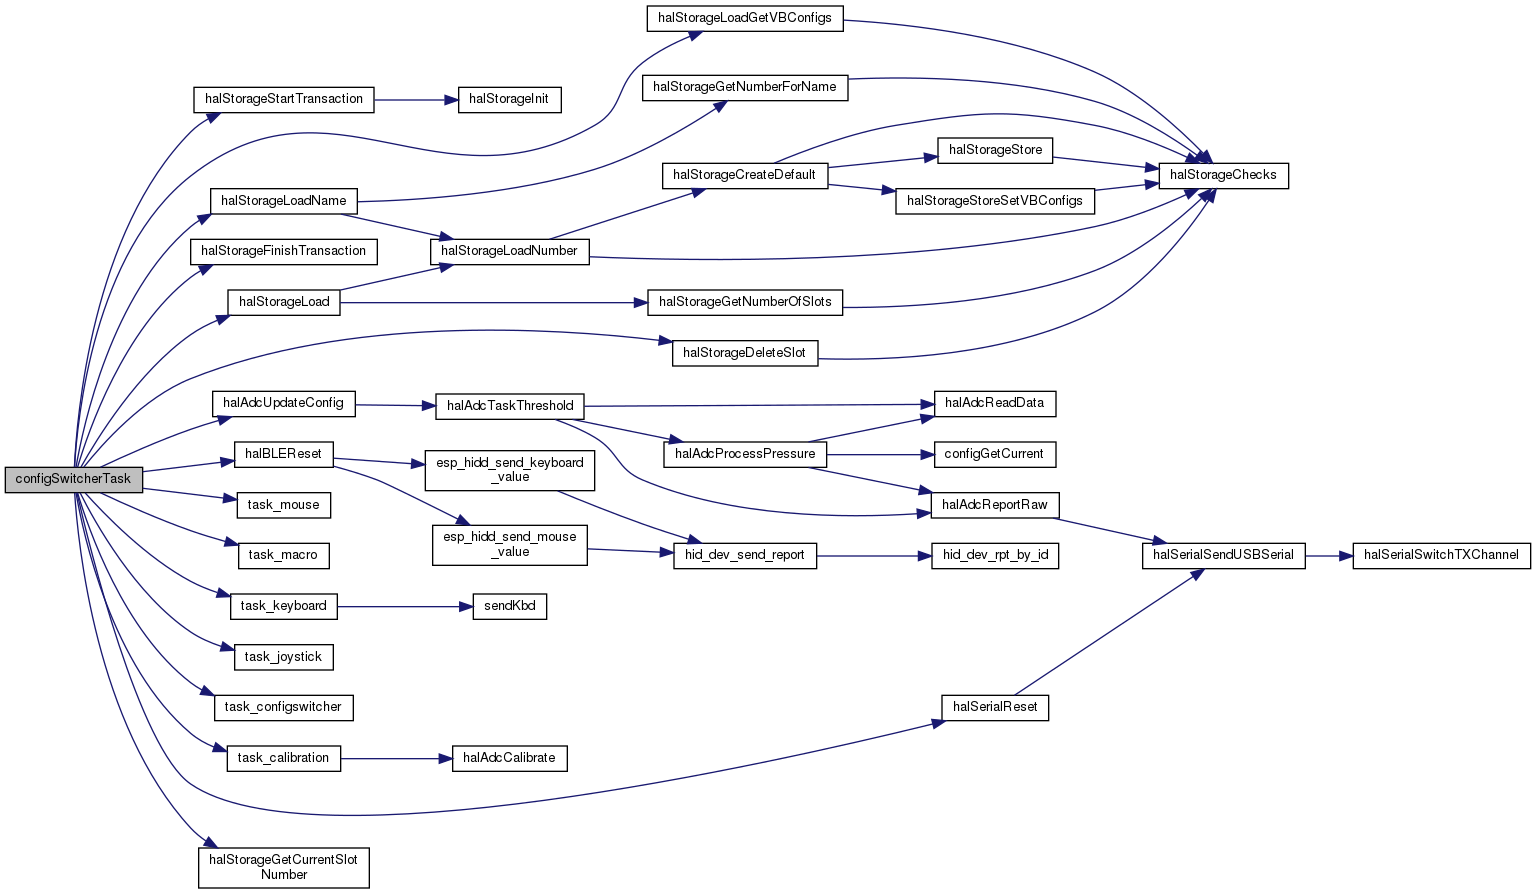 configSwitcherTask
halStorageStartTransaction
halStorageInit
halStorageLoadGetVBConfigs
halStorageGetNumberForName
halStorageLoadName
halStorageCreateDefault
halStorageStore
halStorageChecks
halStorageStoreSetVBConfigs
halStorageFinishTransaction
halStorageLoadNumber
halStorageLoad
halStorageGetNumberOfSlots
halStorageDeleteSlot
halAdcUpdateConfig
halAdcTaskThreshold
halAdcReadData
halBLEReset
esp_hidd_send_keyboard
_value
halAdcProcessPressure
configGetCurrent
task_mouse
halAdcReportRaw
task_macro
esp_hidd_send_mouse
_value
hid_dev_send_report
hid_dev_rpt_by_id
halSerialSendUSBSerial
halSerialSwitchTXChannel
task_keyboard
sendKbd
task_joystick
task_configswitcher
halSerialReset
task_calibration
halAdcCalibrate
halStorageGetCurrentSlot
Number